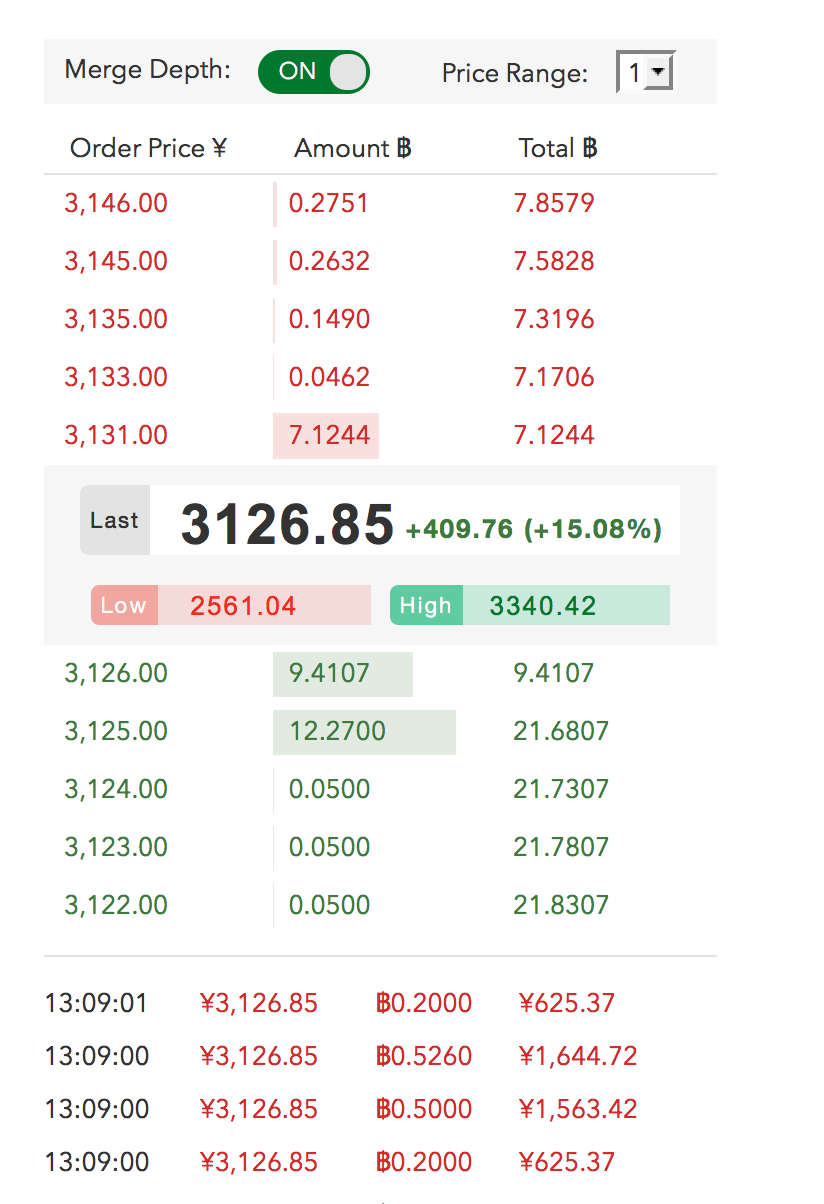 Merge Depth: ON Price Range: 1
Order Price ¥ Amount ฿ Total ฿
3,146.00 0.2751 7.8579
3,145.00 0.2632 7.5828
3,135.00 0.1490 7.3196
3,133.00 0.0462 7.1706
3,131.00 7.1244 7.1244
Last 3126.85 +409.76 (+15.08%)
Low 2561.04 High 3340.42
3,126.00 9.4107 9.4107
3,125.00 12.2700 21.6807
3,124.00 0.0500 21.7307
3,123.00 0.0500 21.7807
3,122.00 0.0500 21.8307
13:09:01 ¥3,126.85 ฿0.2000 ¥625.37
13:09:00 ¥3,126.85 ฿0.5260 ¥1,644.72
13:09:00 ¥3,126.85 ฿0.5000 ¥1,563.42
13:09:00 ¥3,126.85 ฿0.2000 ¥625.37